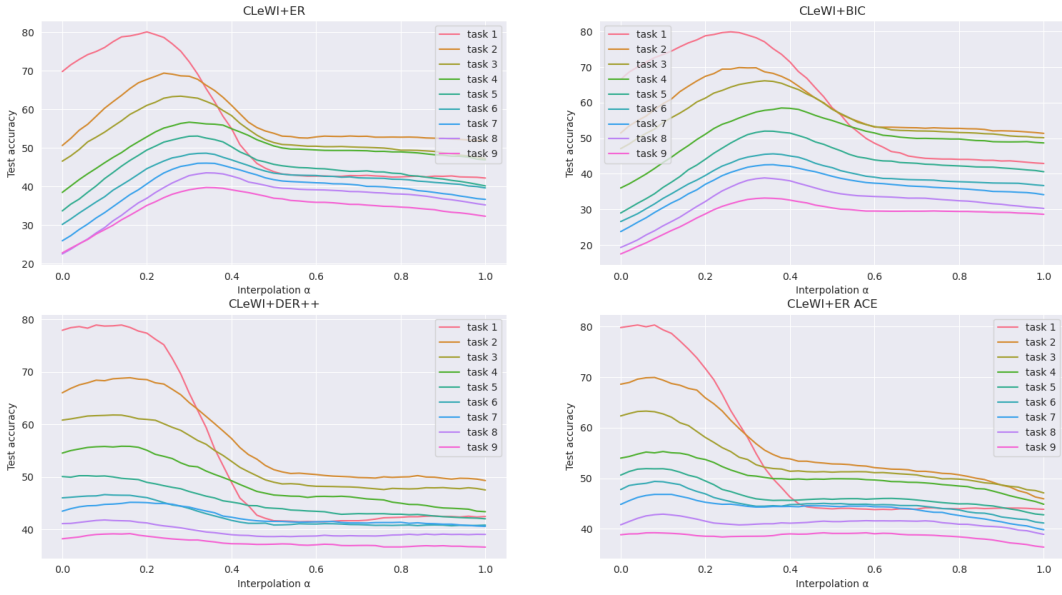 CLeWI+ER
Test accuracy
80
70
60
50
40
30
20
0.0 0.2 0.4 0.6 0.8 1.0
Interpolation α
task 1
task 2
task 3
task 4
task 5
task 6
task 7
task 8
task 9
CLeWI+BIC
Test accuracy
80
70
60
50
40
30
20
0.0 0.2 0.4 0.6 0.8 1.0
Interpolation α
task 1
task 2
task 3
task 4
task 5
task 6
task 7
task 8
task 9
CLeWI+DER++
Test accuracy
80
70
60
50
40
0.0 0.2 0.4 0.6 0.8 1.0
Interpolation α
task 1
task 2
task 3
task 4
task 5
task 6
task 7
task 8
task 9
CLeWI+ER ACE
Test accuracy
80
70
60
50
40
0.0 0.2 0.4 0.6 0.8 1.0
Interpolation α
task 1
task 2
task 3
task 4
task 5
task 6
task 7
task 8
task 9